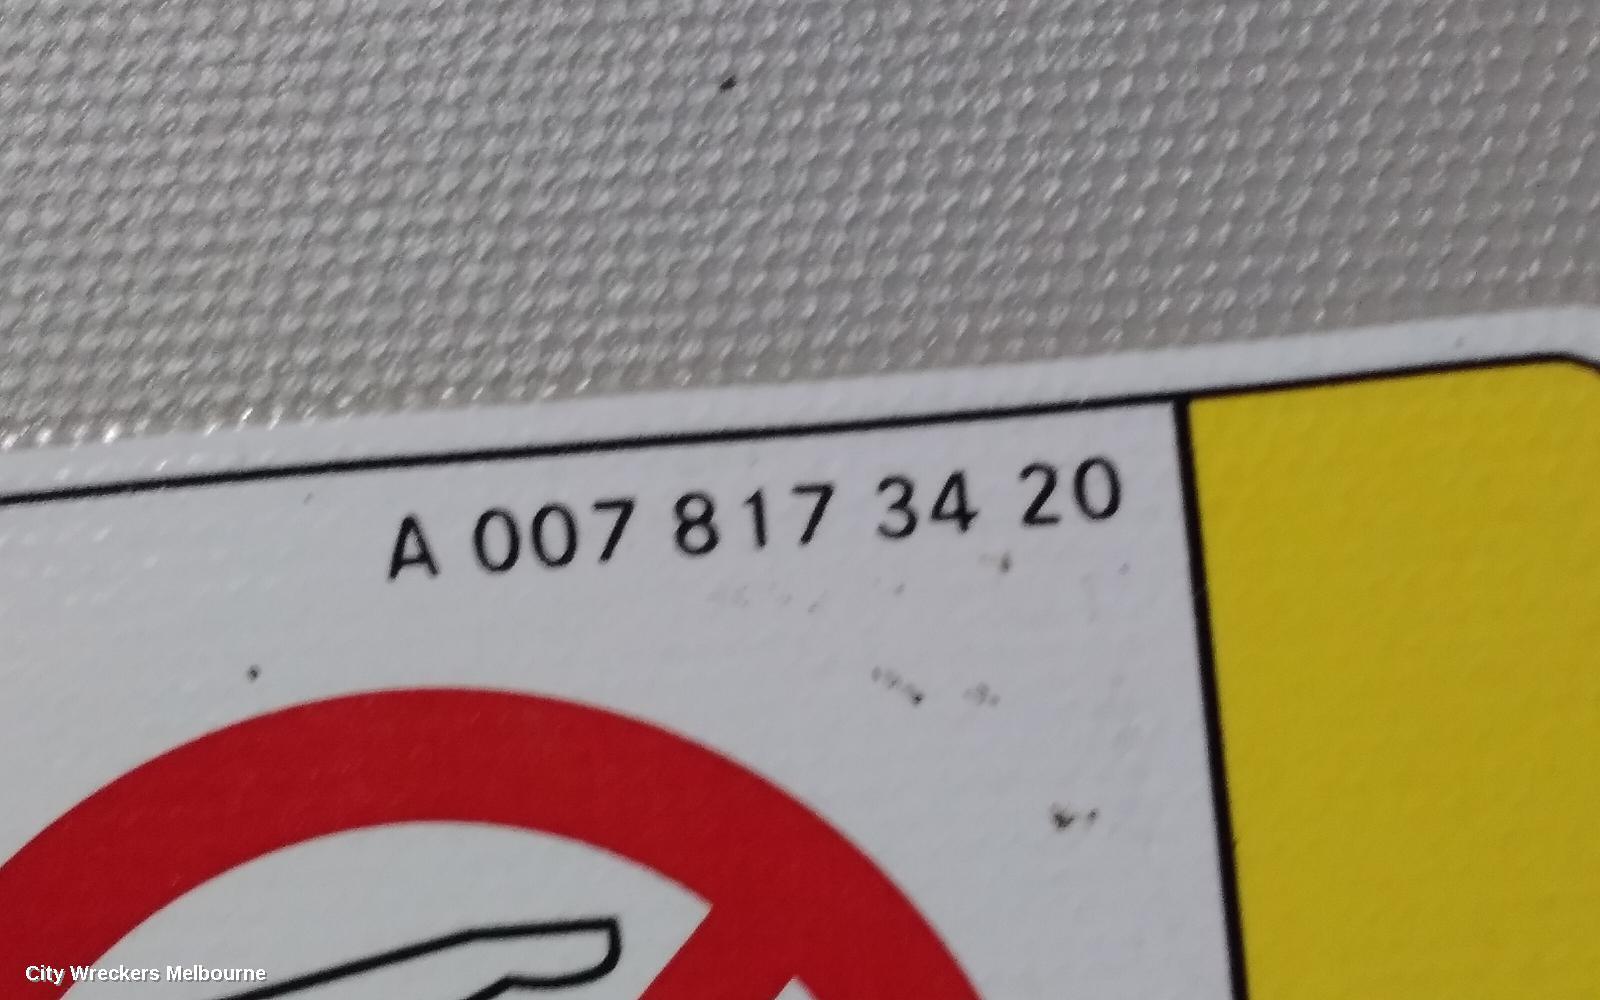 A 007 817 34 20
City Wreckers Melbourne